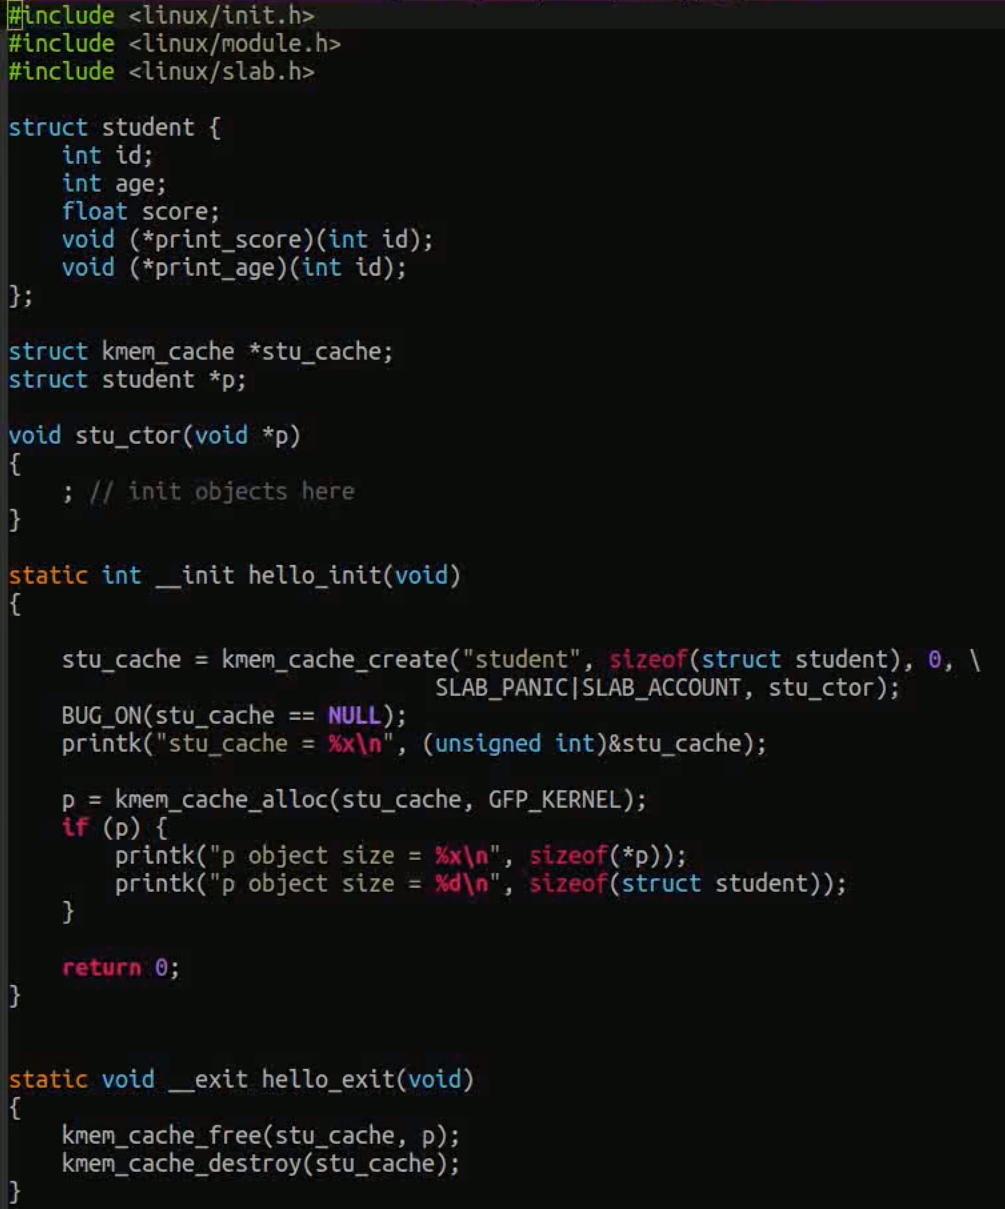 #include <linux/init.h>
#include <linux/module.h>
#include <linux/slab.h>
struct student {
    int id;
    int age;
    float score;
    void (*print_score)(int id);
    void (*print_age)(int id);
};
struct kmem_cache *stu_cache;
struct student *p;
void stu_ctor(void *p)
{
    ; // init objects here
}
static int __init hello_init(void)
{
    stu_cache = kmem_cache_create("student", sizeof(struct student), 0, \
                                SLAB_PANIC|SLAB_ACCOUNT, stu_ctor);
    BUG_ON(stu_cache == NULL);
    printk("stu_cache = %x\n", (unsigned int)&stu_cache);
    p = kmem_cache_alloc(stu_cache, GFP_KERNEL);
    if (p) {
        printk("p object size = %x\n", sizeof(*p));
        printk("p object size = %d\n", sizeof(struct student));
    }
    return 0;
}
static void __exit hello_exit(void)
{
    kmem_cache_free(stu_cache, p);
    kmem_cache_destroy(stu_cache);
}